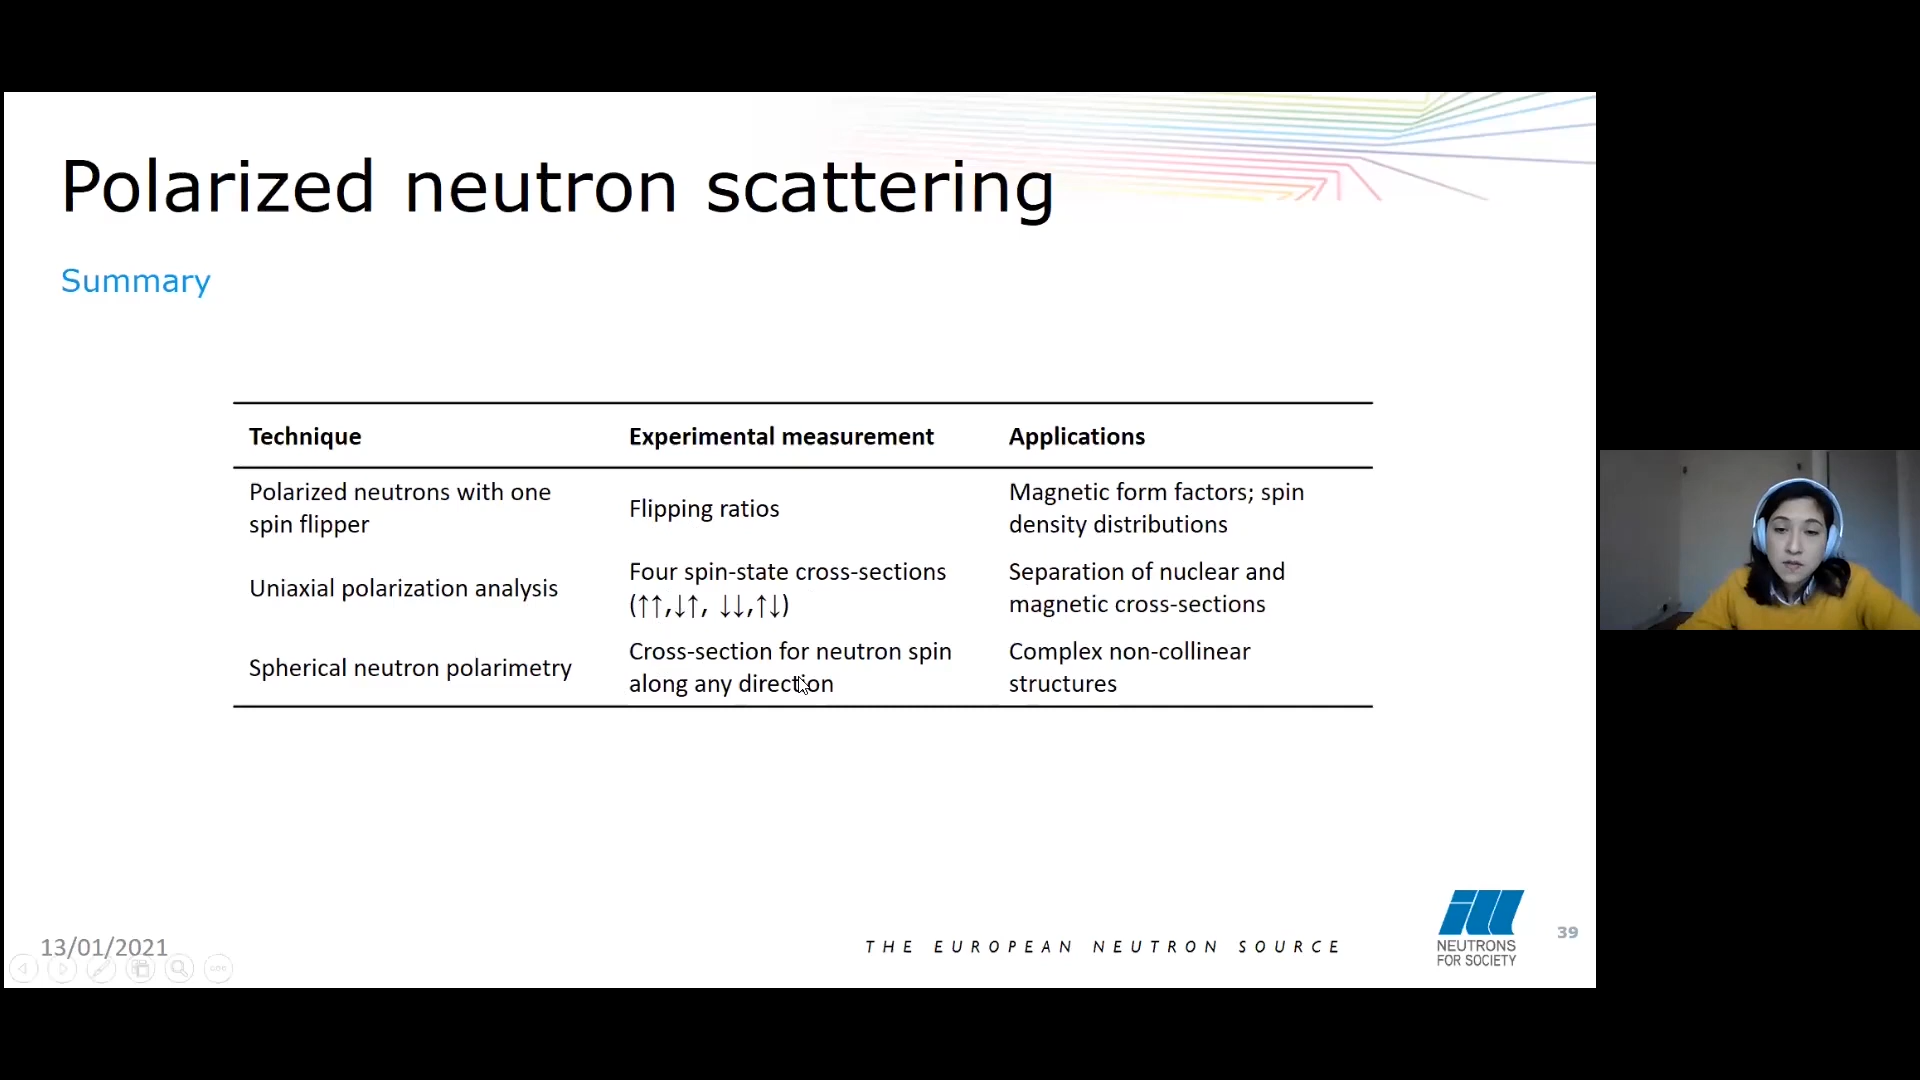 Polarized neutron scattering
Summary
Technique
Experimental measurement
Applications
Polarized neutrons with one
spin flipper
Flipping ratios
Magnetic form factors; spin
density distributions
Uniaxial polarization analysis
Four spin-state cross-sections
(↑↑,↓↑, ↓↓,↑↓)
Separation of nuclear and
magnetic cross-sections
Spherical neutron polarimetry
Cross-section for neutron spin
along any direction
Complex non-collinear
structures
13/01/2021
THE EUROPEAN NEUTRON SOURCE
ill
NEUTRONS
FOR SOCIETY
39